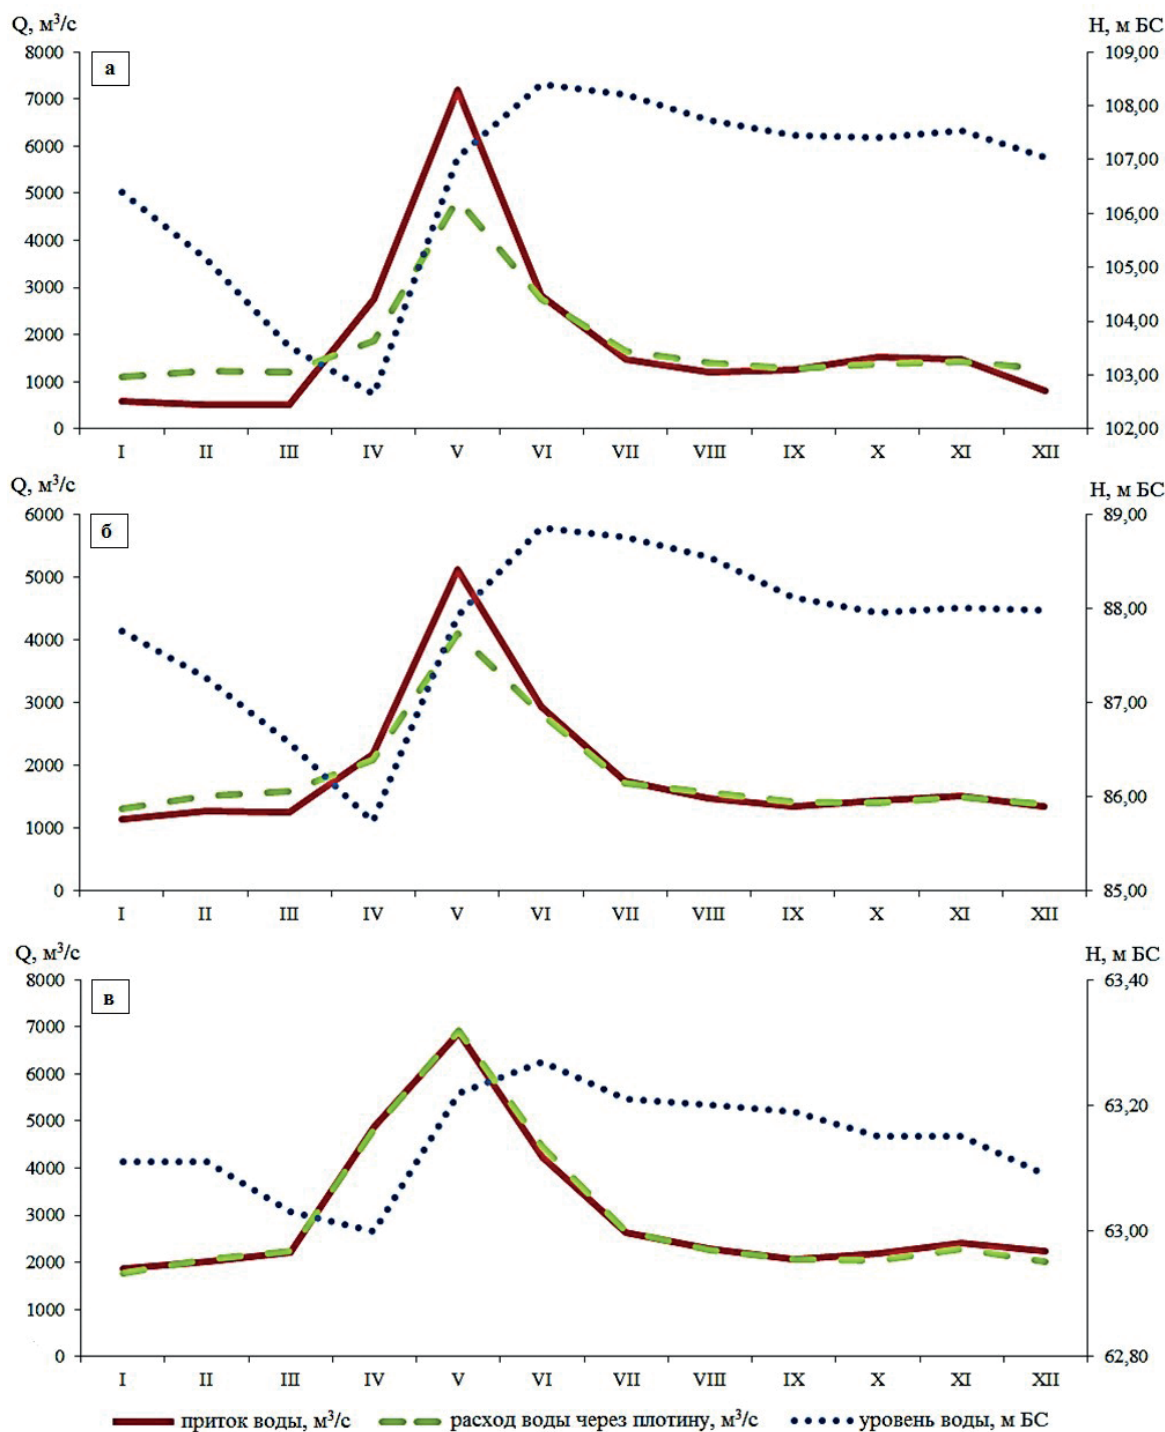 Q, м³/с H, м БС
а
8000 109,00
7000 108,00
6000 107,00
5000 106,00
4000 105,00
3000 104,00
2000 103,00
1000 102,00
0
I II III IV V VI VII VIII IX X XI XII
Q, м³/с H, м БС
б
6000 89,00
5000 88,00
4000 87,00
3000 86,00
2000 85,00
1000
0
I II III IV V VI VII VIII IX X XI XII
Q, м³/с H, м БС
в
8000 63,40
7000 63,20
6000 63,00
5000 62,80
4000
3000
2000
1000
0
I II III IV V VI VII VIII IX X XI XII
приток воды, м³/с расход воды через плотину, м³/с уровень воды, м БС